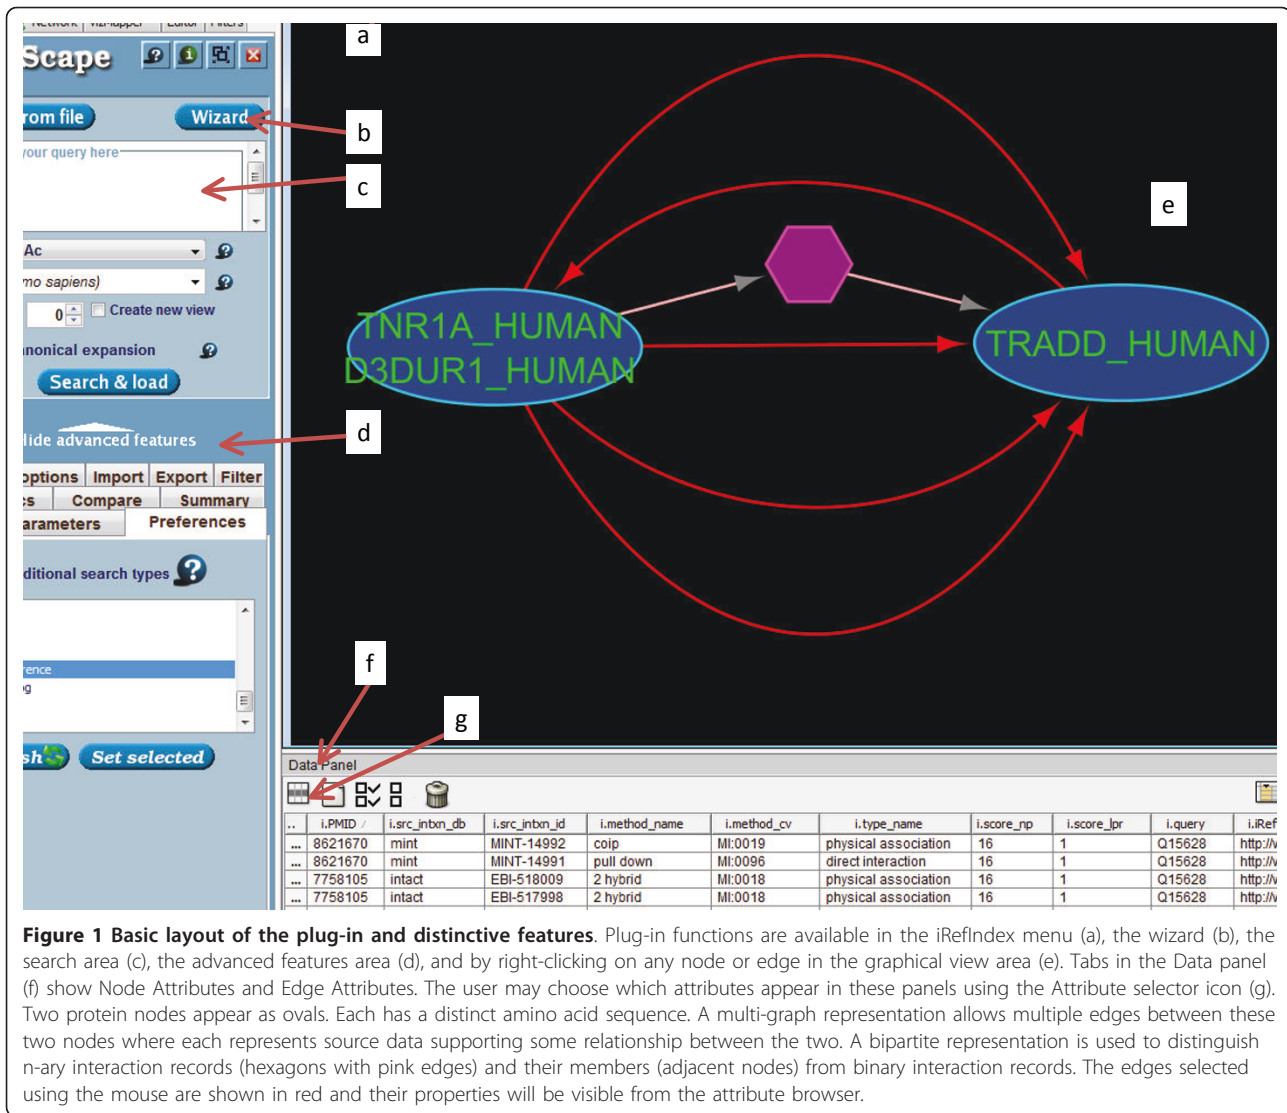 Network VizMapper Editor Filters
a
Scape
rom file
Wizard
b
your query here
c
e
Ac
mo sapiens)
0
Create new view
nonical expansion
Search & load
TNR1A_HUMAN
D3DUR1_HUMAN
TRADD_HUMAN
d
Hide advanced features
options Import Export Filter
cs Compare Summary
arameters Preferences
ditional search types
rence
f
g
sh
Set selected
Data Panel
.. i.PMID i.src_intxn_db i.src_intxn_id i.method_name i.method_cv i.type_name i.score_np i.score_lpr i.query i.iRef
... 8621670 mint MINT-14992 coip MI:0019 physical association 16 1 Q15628 http://v
... 8621670 mint MINT-14991 pull down MI:0096 direct interaction 16 1 Q15628 http://v
... 7758105 intact EBI-518009 2 hybrid MI:0018 physical association 16 1 Q15628 http://v
... 7758105 intact EBI-517998 2 hybrid MI:0018 physical association 16 1 Q15628 http://v
Figure 1 Basic layout of the plug-in and distinctive features. Plug-in functions are available in the iRefIndex menu (a), the wizard (b), the
search area (c), the advanced features area (d), and by right-clicking on any node or edge in the graphical view area (e). Tabs in the Data panel
(f) show Node Attributes and Edge Attributes. The user may choose which attributes appear in these panels using the Attribute selector icon (g).
Two protein nodes appear as ovals. Each has a distinct amino acid sequence. A multi-graph representation allows multiple edges between these
two nodes where each represents source data supporting some relationship between the two. A bipartite representation is used to distinguish
n-ary interaction records (hexagons with pink edges) and their members (adjacent nodes) from binary interaction records. The edges selected
using the mouse are shown in red and their properties will be visible from the attribute browser.